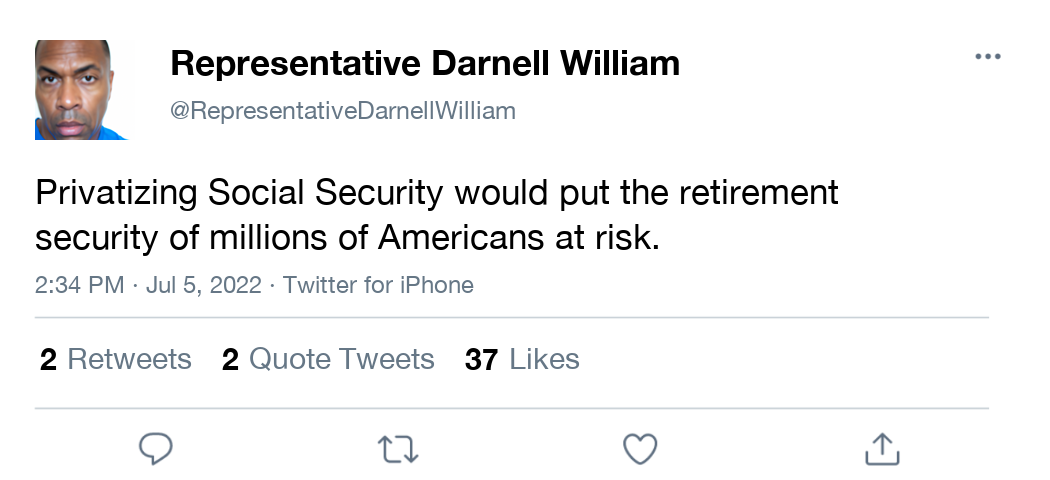 Representative Darnell William
@RepresentativeDarnellWilliam
Privatizing Social Security would put the retirement
security of millions of Americans at risk.
2:34 PM · Jul 5, 2022 · Twitter for iPhone
2 Retweets 2 Quote Tweets 37 Likes